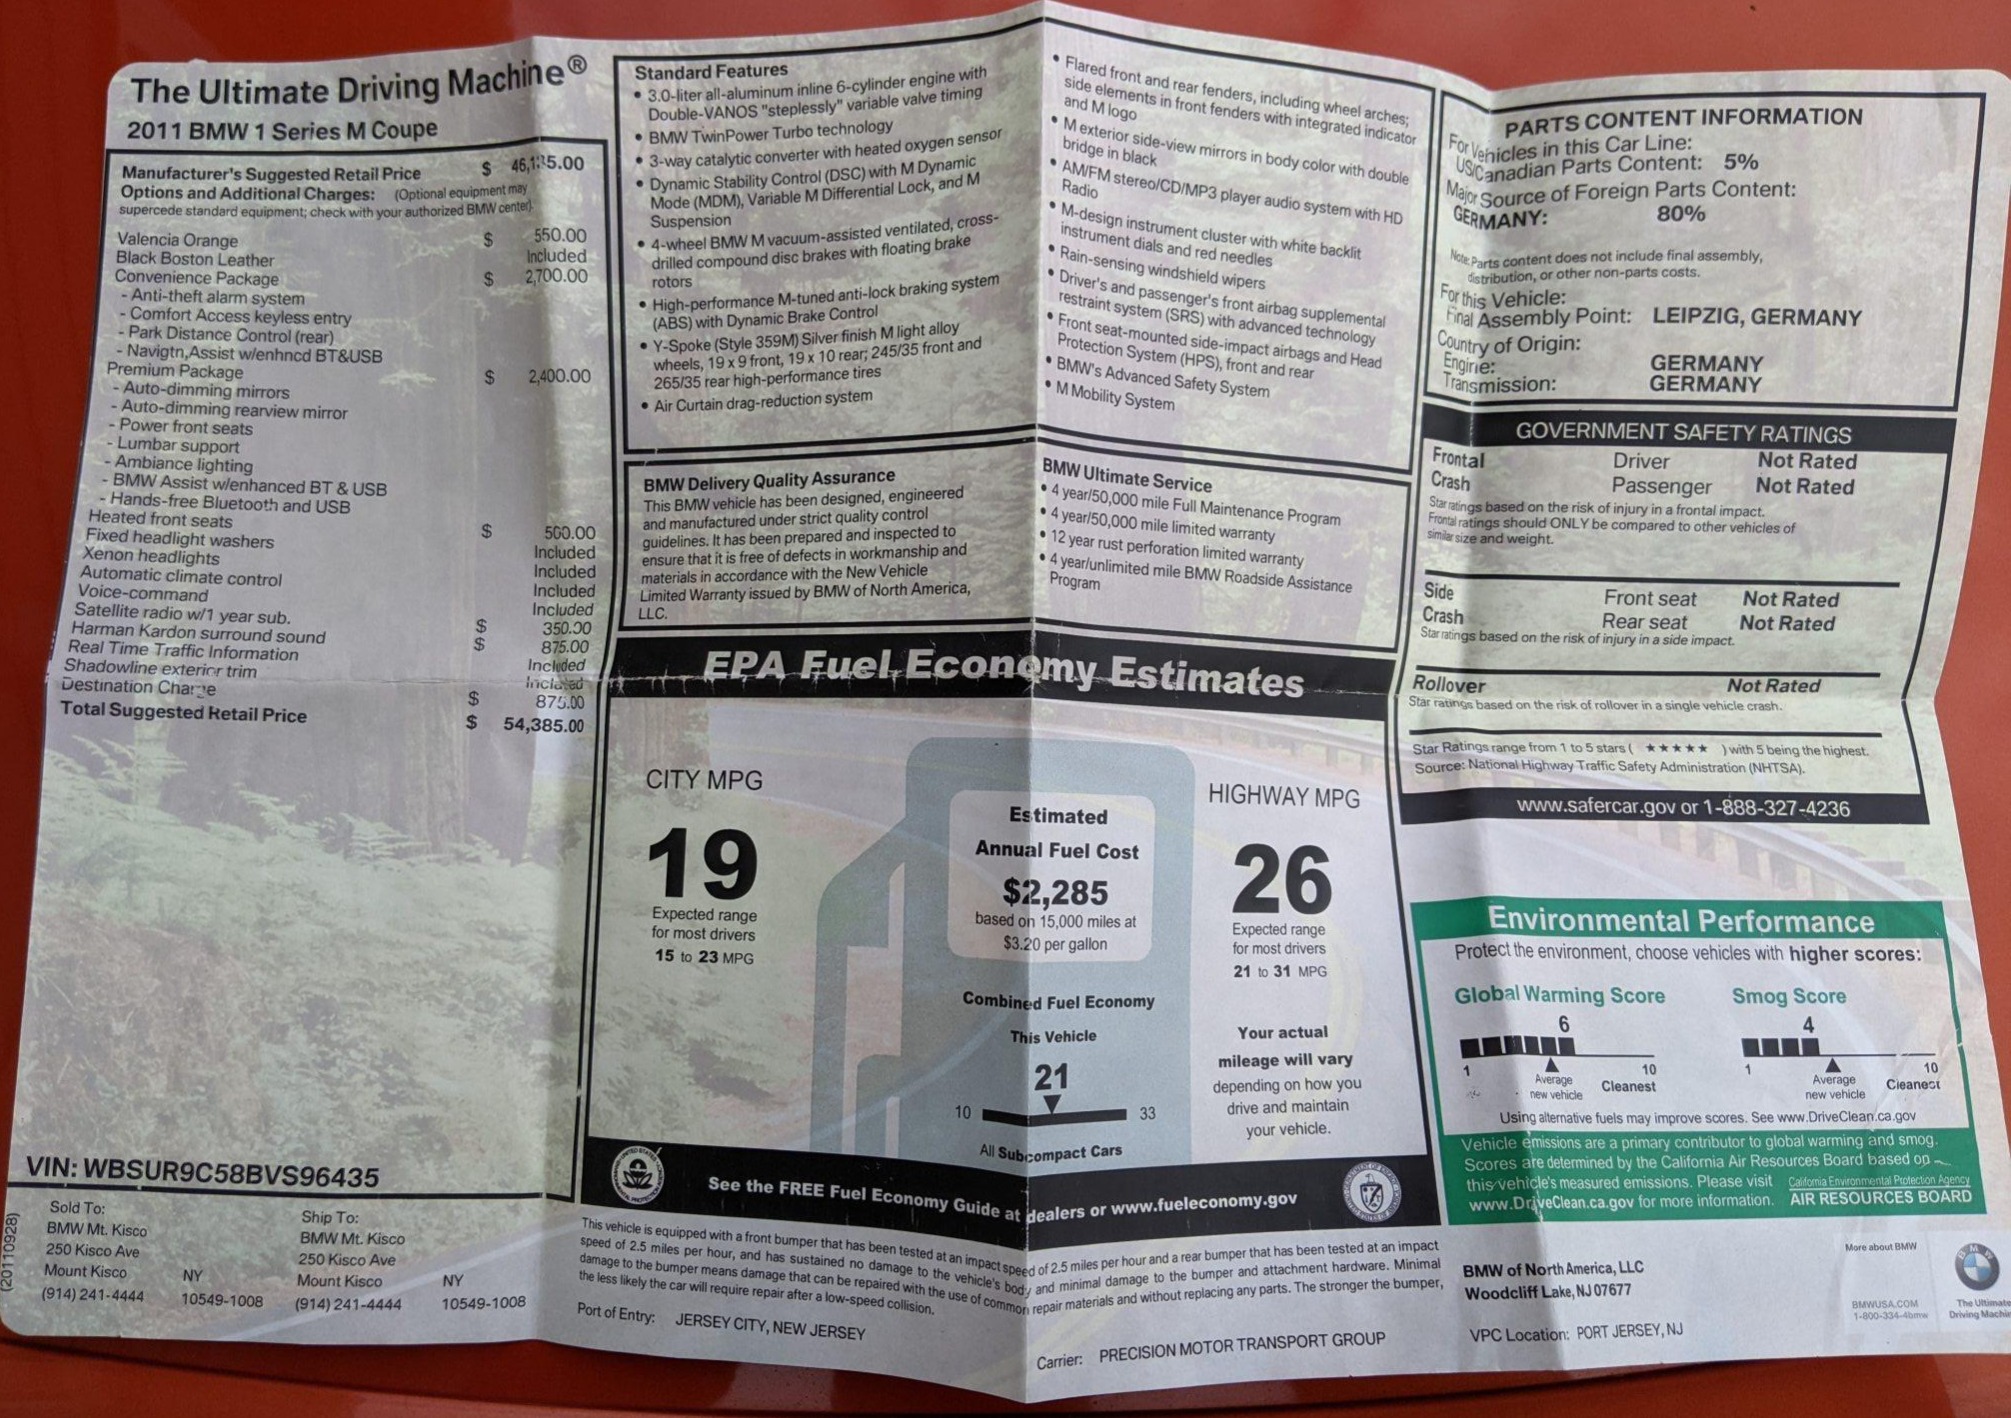 The Ultimate Driving Machine®
2011 BMW 1 Series M Coupe
Manufacturer's Suggested Retail Price $ 46,135.00
Options and Additional Charges: (Optional equipment may
supercede standard equipment; check with your authorized BMW center)
Valencia Orange $ 550.00
Black Boston Leather Included
Convenience Package $ 2,700.00
- Anti-theft alarm system
- Comfort Access keyless entry
- Park Distance Control (rear)
- Navigtn,Assist w/enhncd BT&USB
Premium Package $ 2,400.00
- Auto-dimming mirrors
- Auto-dimming rearview mirror
- Power front seats
- Lumbar support
- Ambiance lighting
- BMW Assist w/enhanced BT & USB
- Hands-free Bluetooth and USB
Heated front seats $ 500.00
Fixed headlight washers Included
Xenon headlights Included
Automatic climate control Included
Voice-command Included
Satellite radio w/1 year sub. $ 350.00
Harman Kardon surround sound $ 875.00
Real Time Traffic Information Included
Shadowline exterior trim Included
Destination Charge $ 875.00
Total Suggested Retail Price $ 54,385.00
VIN: WBSUR9C58BVS96435
Sold To:
BMW Mt. Kisco
250 Kisco Ave
Mount Kisco NY
(914) 241-4444 10549-1008
Ship To:
BMW Mt. Kisco
250 Kisco Ave
Mount Kisco NY
(914) 241-4444 10549-1008
(20110928)
Standard Features
• 3.0-liter all-aluminum inline 6-cylinder engine with
Double-VANOS "steplessly" variable valve timing
• BMW TwinPower Turbo technology
• 3-way catalytic converter with heated oxygen sensor
• Dynamic Stability Control (DSC) with M Dynamic
Mode (MDM), Variable M Differential Lock, and M
Suspension
• 4-wheel BMW M vacuum-assisted ventilated, cross-
drilled compound disc brakes with floating brake
rotors
• High-performance M-tuned anti-lock braking system
(ABS) with Dynamic Brake Control
• Y-Spoke (Style 359M) Silver finish M light alloy
wheels, 19 x 9 front, 19 x 10 rear; 245/35 front and
265/35 rear high-performance tires
• Air Curtain drag-reduction system
• Flared front and rear fenders, including wheel arches;
side elements in front fenders with integrated indicator
and M logo
• M exterior side-view mirrors in body color with double
bridge in black
• AM/FM stereo/CD/MP3 player audio system with HD
Radio
• M-design instrument cluster with white backlit
instrument dials and red needles
• Rain-sensing windshield wipers
• Driver's and passenger's front airbag supplemental
restraint system (SRS) with advanced technology
• Front seat-mounted side-impact airbags and Head
Protection System (HPS), front and rear
• BMW's Advanced Safety System
• M Mobility System
BMW Delivery Quality Assurance
This BMW vehicle has been designed, engineered
and manufactured under strict quality control
guidelines. It has been prepared and inspected to
ensure that it is free of defects in workmanship and
materials in accordance with the New Vehicle
Limited Warranty issued by BMW of North America,
LLC.
BMW Ultimate Service
• 4 year/50,000 mile Full Maintenance Program
• 4 year/50,000 mile limited warranty
• 12 year rust perforation limited warranty
• 4 year/unlimited mile BMW Roadside Assistance
Program
EPA Fuel Economy Estimates
CITY MPG
19
Expected range
for most drivers
15 to 23 MPG
Estimated
Annual Fuel Cost
$2,285
based on 15,000 miles at
$3.20 per gallon
Combined Fuel Economy
This Vehicle
21
10 33
All Subcompact Cars
HIGHWAY MPG
26
Expected range
for most drivers
21 to 31 MPG
Your actual
mileage will vary
depending on how you
drive and maintain
your vehicle.
See the FREE Fuel Economy Guide at dealers or www.fueleconomy.gov
This vehicle is equipped with a front bumper that has been tested at an impact speed of 2.5 miles per hour and a rear bumper that has been tested at an impact
speed of 2.5 miles per hour, and has sustained no damage to the vehicle's body and minimal damage to the bumper and attachment hardware. Minimal
damage to the bumper means damage that can be repaired with the use of common repair materials and without replacing any parts. The stronger the bumper,
the less likely the car will require repair after a low-speed collision.
Port of Entry: JERSEY CITY, NEW JERSEY
Carrier: PRECISION MOTOR TRANSPORT GROUP
PARTS CONTENT INFORMATION
For Vehicles in this Car Line:
US/Canadian Parts Content: 5%
Major Source of Foreign Parts Content:
GERMANY: 80%
Note: Parts content does not include final assembly,
distribution, or other non-parts costs.
For this Vehicle:
Final Assembly Point: LEIPZIG, GERMANY
Country of Origin:
Engine: GERMANY
Transmission: GERMANY
GOVERNMENT SAFETY RATINGS
Frontal Driver Not Rated
Crash Passenger Not Rated
Star ratings based on the risk of injury in a frontal impact.
Frontal ratings should ONLY be compared to other vehicles of
similar size and weight.
Side Front seat Not Rated
Crash Rear seat Not Rated
Star ratings based on the risk of injury in a side impact.
Rollover Not Rated
Star ratings based on the risk of rollover in a single vehicle crash.
Star Ratings range from 1 to 5 stars ( ★★★★★ ) with 5 being the highest.
Source: National Highway Traffic Safety Administration (NHTSA).
www.safercar.gov or 1-888-327-4236
Environmental Performance
Protect the environment, choose vehicles with higher scores:
Global Warming Score
6
1 10
Average
new vehicle
Cleanest
Smog Score
4
1 10
Average
new vehicle
Cleanest
Using alternative fuels may improve scores. See www.DriveClean.ca.gov
Vehicle emissions are a primary contributor to global warming and smog.
Scores are determined by the California Air Resources Board based on
this vehicle's measured emissions. Please visit
www.DriveClean.ca.gov for more information.
California Environmental Protection Agency
AIR RESOURCES BOARD
BMW of North America, LLC
Woodcliff Lake, NJ 07677
VPC Location: PORT JERSEY, NJ
More about BMW
BMWUSA.COM
1-800-334-4bmw
BMW
The Ultimate
Driving